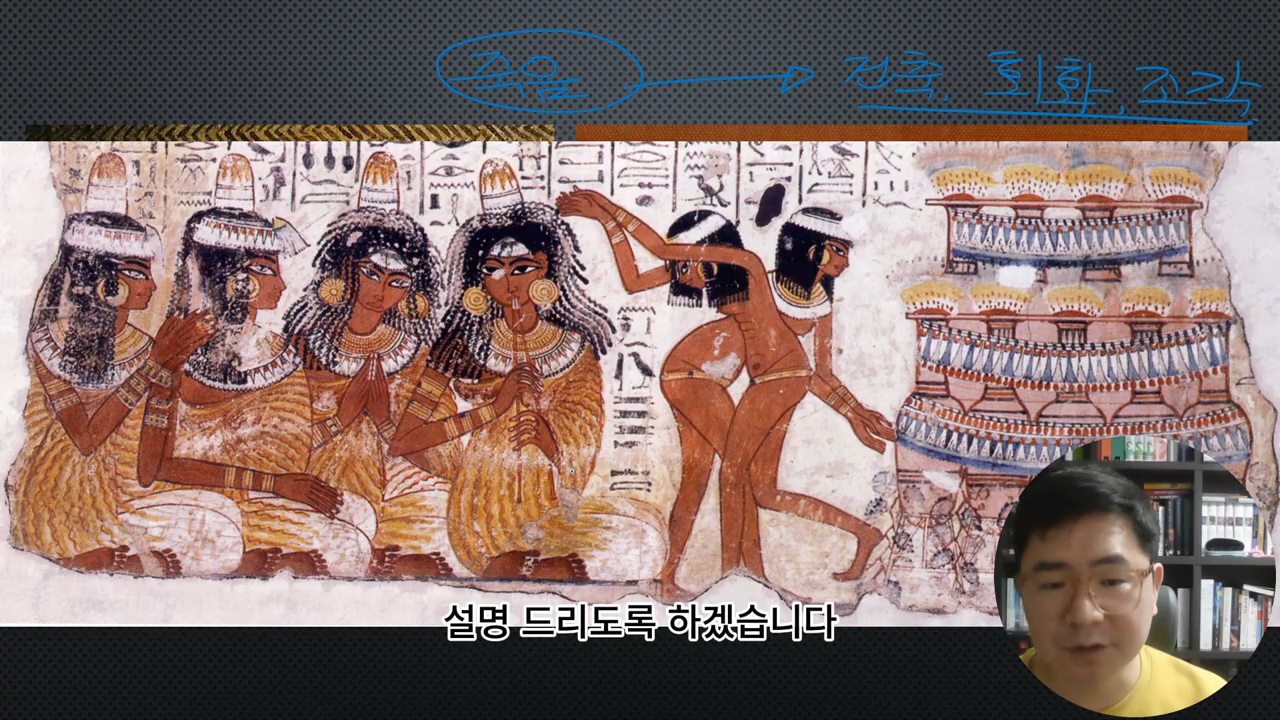 죽음 → 건축, 회화, 조각
설명 드리도록 하겠습니다